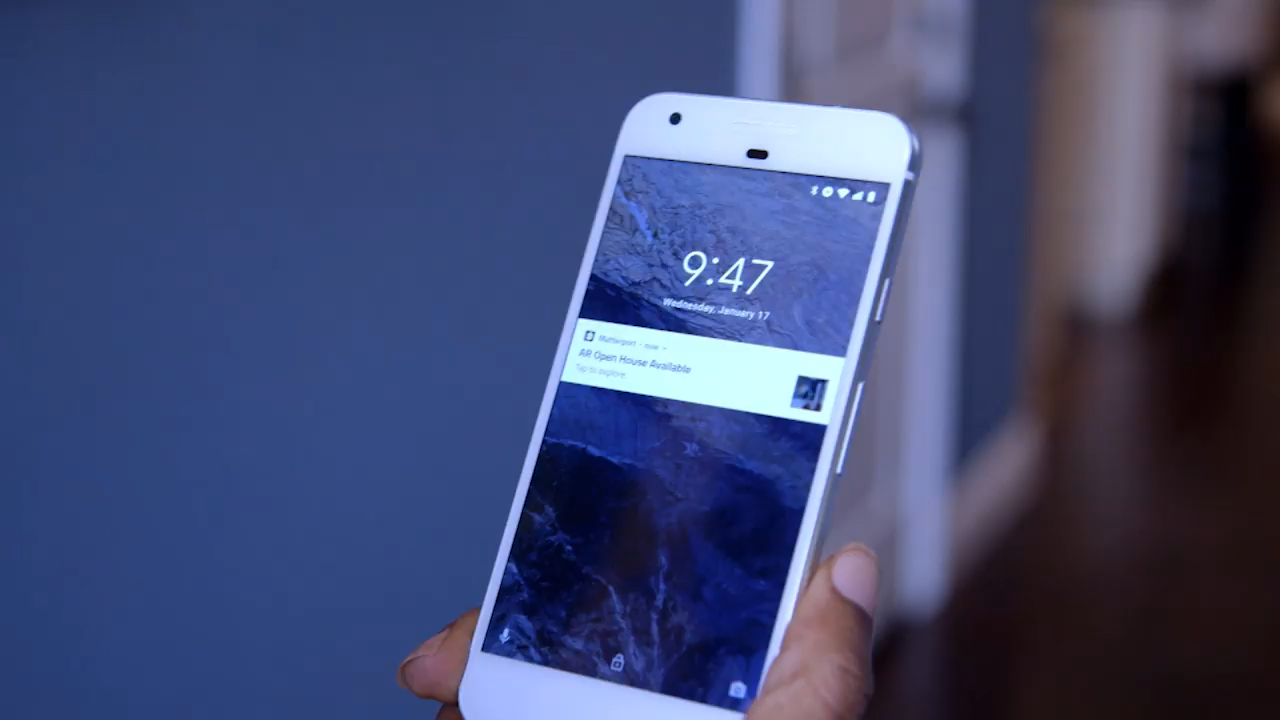 9:47
Wednesday, January 17
Matterport • now
AR Open House Available
Tap to explore